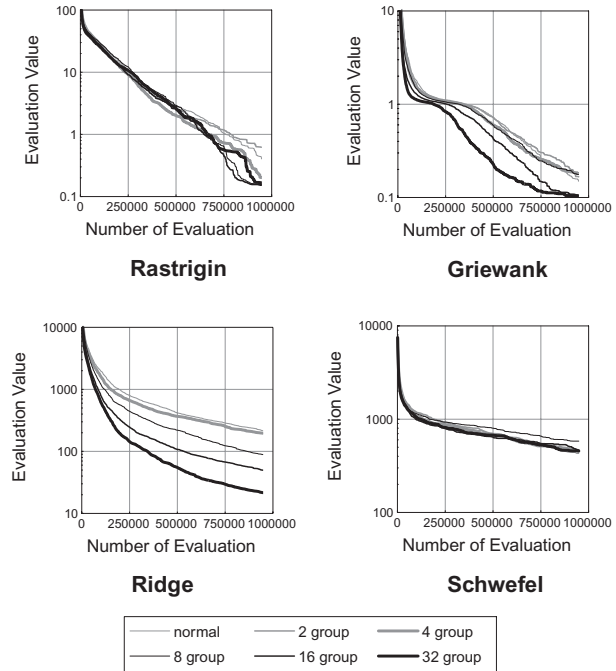 100
10
1
0.1
Evaluation Value
0 250000 500000 750000 1000000
Number of Evaluation
Rastrigin
10
1
0.1
Evaluation Value
0 250000 500000 750000 1000000
Number of Evaluation
Griewank
10000
1000
100
10
Evaluation Value
0 250000 500000 750000 1000000
Number of Evaluation
Ridge
10000
1000
100
Evaluation Value
0 250000 500000 750000 1000000
Number of Evaluation
Schwefel
normal 2 group 4 group
8 group 16 group 32 group